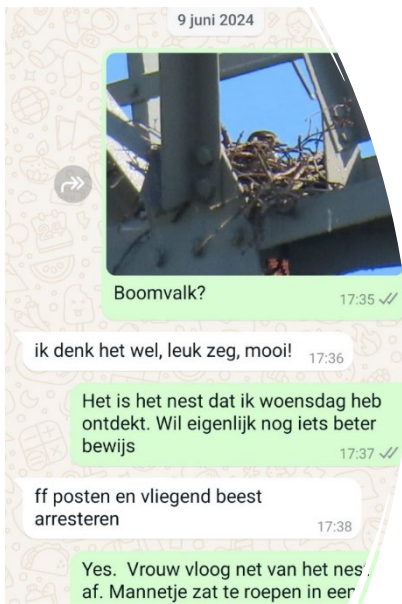 9 juni 2024
Boomvalk?
17:35
ik denk het wel, leuk zeg, mooi!
17:36
Het is het nest dat ik woensdag heb
ontdekt. Wil eigenlijk nog iets beter
bewijs
17:37
ff posten en vliegend beest
arresteren
17:38
Yes. Vrouw vloog net van het nest
af. Mannetje zat te roepen in een